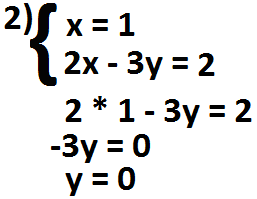 2){ x = 1
2x - 3y = 2
2 * 1 - 3y = 2
-3y = 0
y = 0